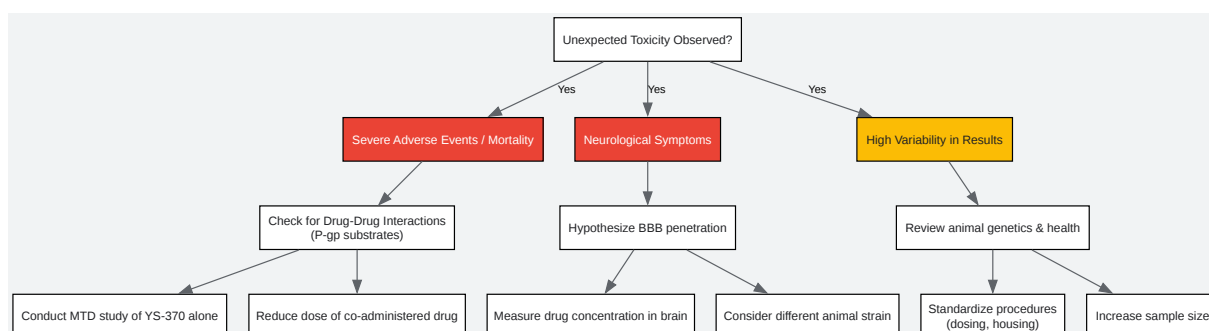 Unexpected Toxicity Observed?
Yes
Yes
Yes
Severe Adverse Events / Mortality
Neurological Symptoms
High Variability in Results
Check for Drug-Drug Interactions
(P-gp substrates)
Hypothesize BBB penetration
Review animal genetics & health
Conduct MTD study of YS-370 alone
Reduce dose of co-administered drug
Measure drug concentration in brain
Consider different animal strain
Standardize procedures
(dosing, housing)
Increase sample size